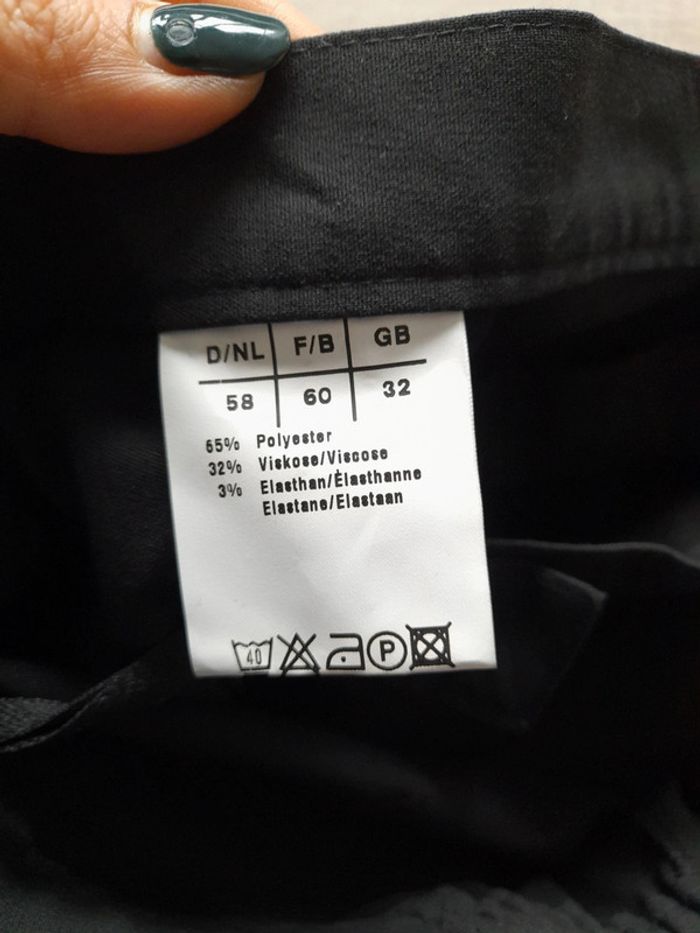 D/NL F/B GB
58 60 32
65% Polyester
32% Viskose/Viscose
3% Elasthan/Élasthanne
Elastane/Elastaan
40 P